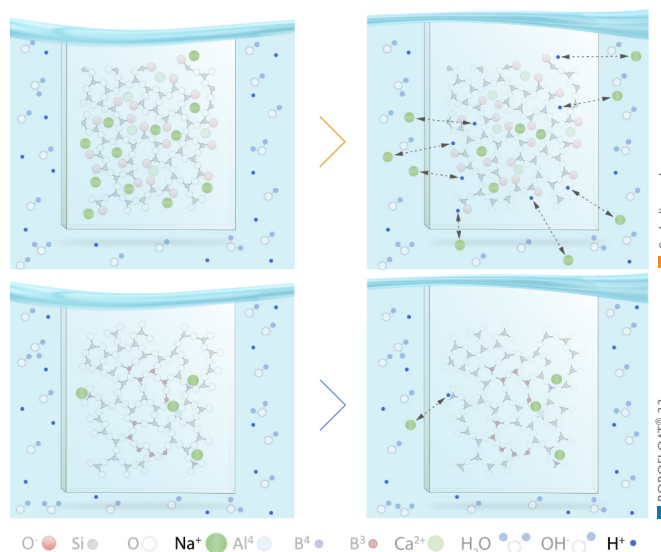 BOROFLOAT® 33
O⁻ Si O Na⁺ Al⁴ B⁴ B³ Ca²⁺ H₂O OH⁻ H⁺